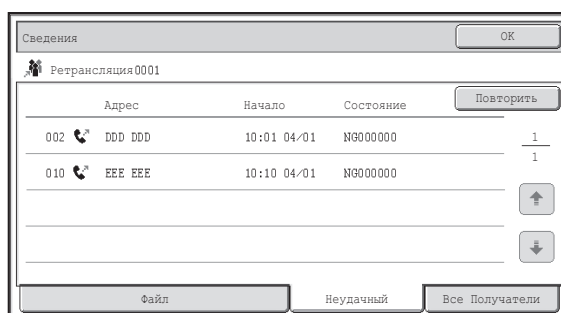 Сведения OK
Ретрансляция0001
Адрес Начало Состояние Повторить
002 DDD DDD 10:01 04/01 NG000000
010 EEE EEE 10:10 04/01 NG000000
1
1
Файл Неудачный Все Получатели